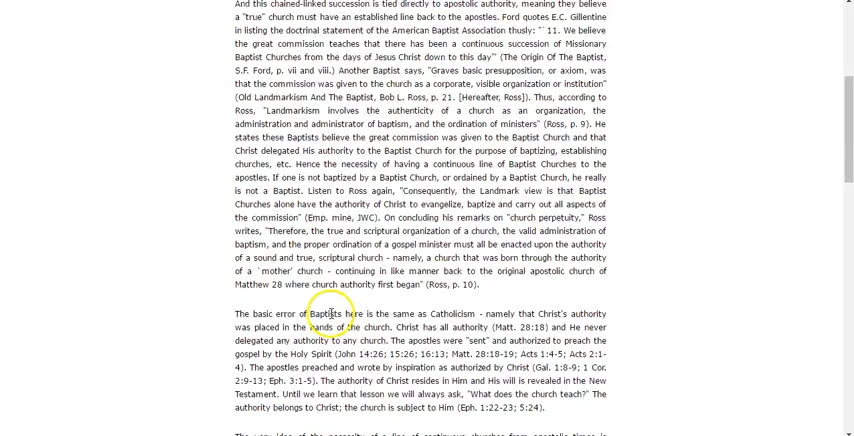 And this chained-linked succession is tied directly to apostolic authority, meaning they believe
a "true" church must have an established line back to the apostles. Ford quotes E.C. Gillentine
in listing the doctrinal statement of the American Baptist Association thusly: "`11. We believe
the great commission teaches that there has been a continuous succession of Missionary
Baptist Churches from the days of Jesus Christ down to this day'" (The Origin Of The Baptist,
S.F. Ford, p. vii and viii.) Another Baptist says, "Graves basic presupposition, or axiom, was
that the commission was given to the church as a corporate, visible organization or institution"
(Old Landmarkism And The Baptist, Bob L. Ross, p. 21. [Hereafter, Ross]). Thus, according to
Ross, "Landmarkism involves the authenticity of a church as an organization, the
administration and administrator of baptism, and the ordination of ministers" (Ross, p. 9). He
states these Baptists believe the great commission was given to the Baptist Church and that
Christ delegated His authority to the Baptist Church for the purpose of baptizing, establishing
churches, etc. Hence the necessity of having a continuous line of Baptist Churches to the
apostles. If one is not baptized by a Baptist Church, or ordained by a Baptist Church, he really
is not a Baptist. Listen to Ross again, "Consequently, the Landmark view is that Baptist
Churches alone have the authority of Christ to evangelize, baptize and carry out all aspects of
the commission" (Emp. mine, JWC). On concluding his remarks on "church perpetuity," Ross
writes, "Therefore, the true and scriptural organization of a church, the valid administration of
baptism, and the proper ordination of a gospel minister must all be enacted upon the authority
of a sound and true, scriptural church - namely, a church that was born through the authority
of a `mother' church - continuing in like manner back to the original apostolic church of
Matthew 28 where church authority first began" (Ross, p. 10).
The basic error of Baptists here is the same as Catholicism - namely that Christ's authority
was placed in the hands of the church. Christ has all authority (Matt. 28:18) and He never
delegated any authority to any church. The apostles were "sent" and authorized to preach the
gospel by the Holy Spirit (John 14:26; 15:26; 16:13; Matt. 28:18-19; Acts 1:4-5; Acts 2:1-
4). The apostles preached and wrote by inspiration as authorized by Christ (Gal. 1:8-9; 1 Cor.
2:9-13; Eph. 3:1-5). The authority of Christ resides in Him and His will is revealed in the New
Testament. Until we learn that lesson we will always ask, "What does the church teach?" The
authority belongs to Christ; the church is subject to Him (Eph. 1:22-23; 5:24).
The very idea of the necessity of a line of continuous churches from apostolic times is